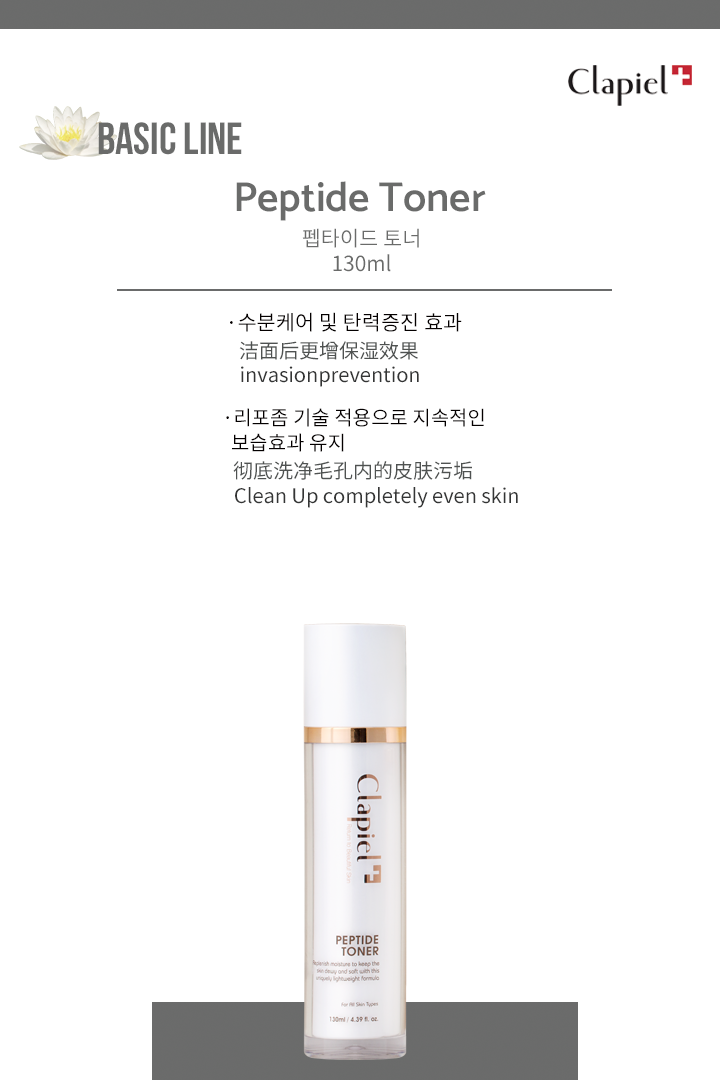 Clapiel
BASIC LINE
Peptide Toner
펩타이드 토너
130ml
· 수분케어 및 탄력증진 효과
洁面后更增保湿效果
invasionprevention
· 리포좀 기술 적용으로 지속적인
보습효과 유지
彻底洗净毛孔内的皮肤污垢
Clean Up completely even skin
Clapiel
PEPTIDE
TONER
Replenish moisture to keep the
skin dewy and soft with this
uniquely lightweight formula
For All Skin Types
130ml / 4.39 fl. oz.